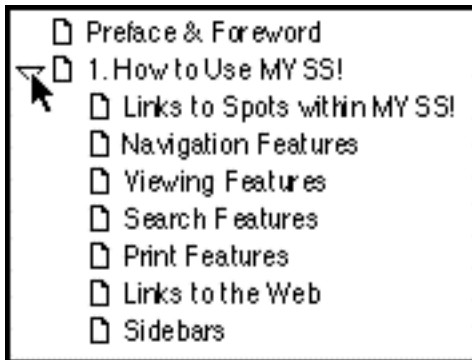 Preface & Foreword
1. How to Use MY SS!
Links to Spots within MY SS!
Navigation Features
Viewing Features
Search Features
Print Features
Links to the Web
Sidebars